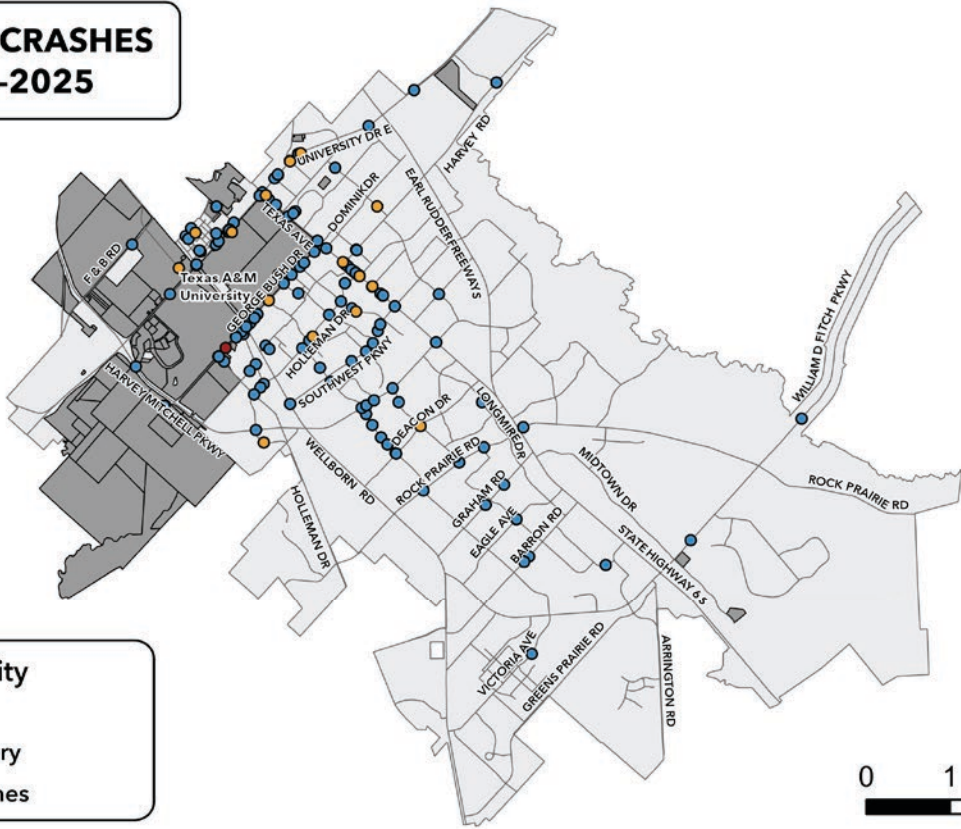 CRASHES
-2025
UNIVERSITY DR E
HARVEY RD
DOMINIK DR
EARL RUDDER FREEWAY S
TEXAS AVE
F & B RD
Texas A&M
University
GEORGE BUSH DR E
HOLLEMAN DR
SOUTHWEST PKWY
HARVEY MITCHELL PKWY
WILLIAM D FITCH PKWY
LONGMIRE DR
DEACON DR
WELLBORN RD
ROCK PRAIRIE RD
MIDTOWN DR
ROCK PRAIRIE RD
HOLLEMAN DR
GRAHAM RD
EAGLE AVE
BARRON RD
STATE HIGHWAY 6 S
VICTORIA AVE
GREENS PRAIRIE RD
ARRINGTON RD
ity
ry
nes
0 1